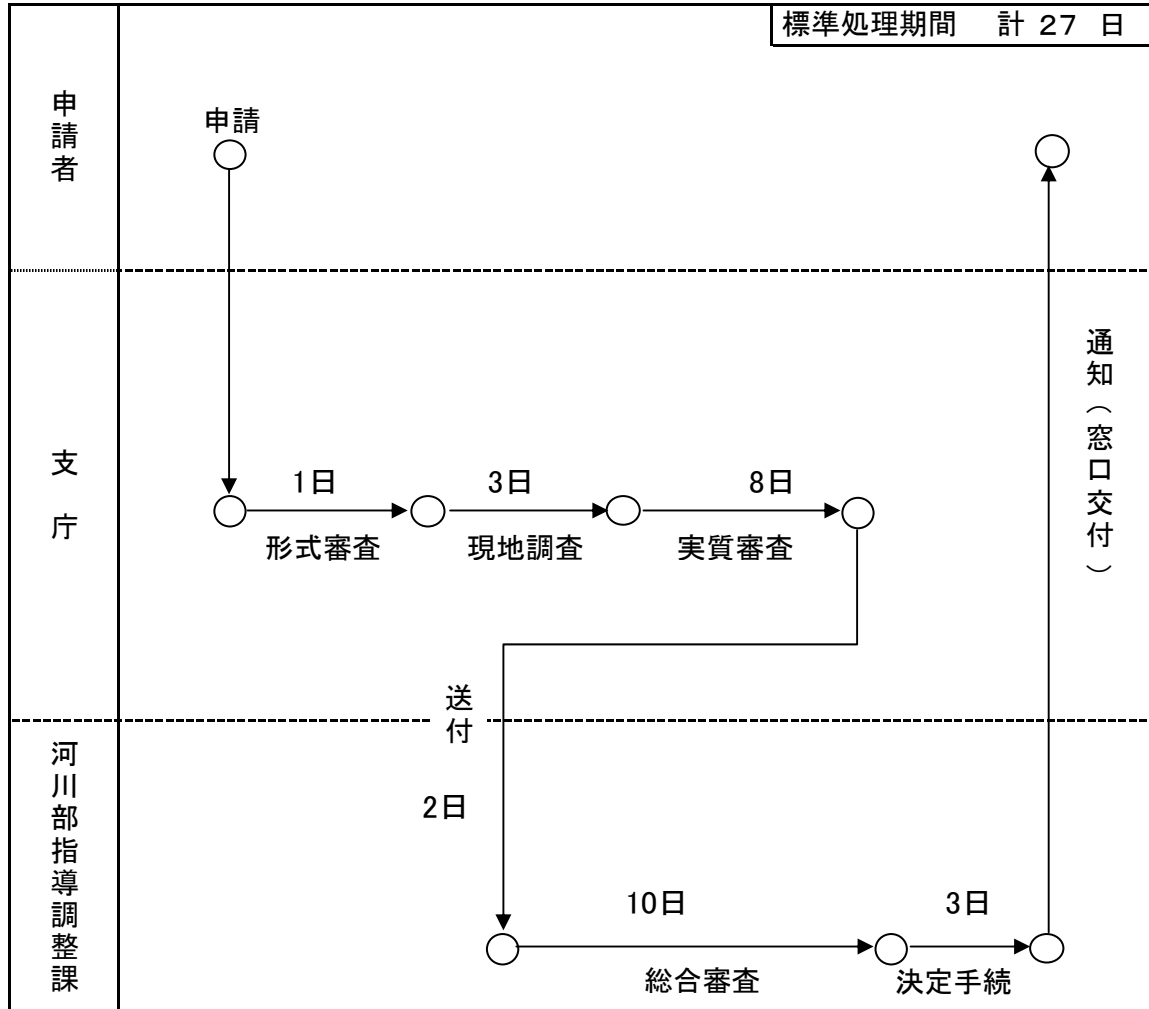 標準処理期間 計 27 日
申請者
申請
支庁
1日
3日
8日
形式審査
現地調査
実質審査
通知(窓口交付)
送付
2日
河川部指導調整課
10日
3日
総合審査
決定手続